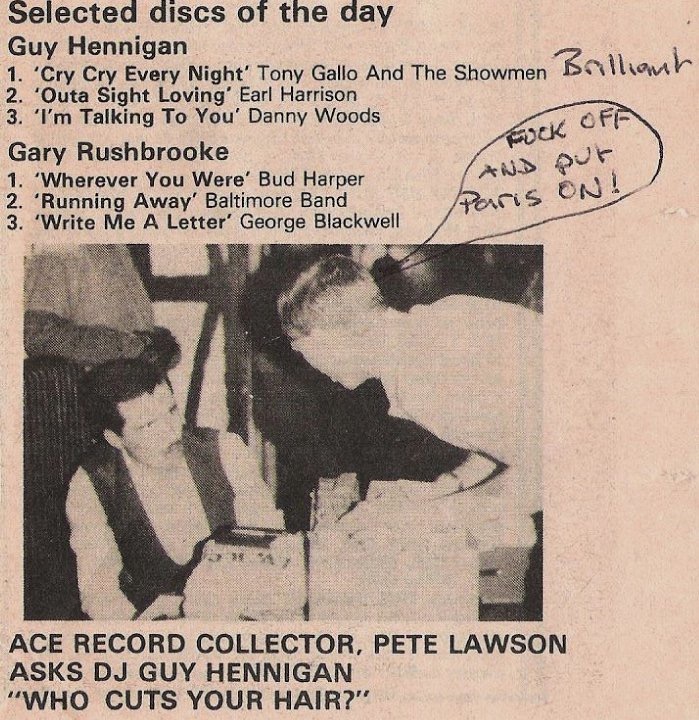 Selected discs of the day
Guy Hennigan
1. 'Cry Cry Every Night' Tony Gallo And The Showmen Brilliant
2. 'Outa Sight Loving' Earl Harrison
3. 'I'm Talking To You' Danny Woods
FUCK OFF
AND PUT
Paris ON!
Gary Rushbrooke
1. 'Wherever You Were' Bud Harper
2. 'Running Away' Baltimore Band
3. 'Write Me A Letter' George Blackwell
ACE RECORD COLLECTOR, PETE LAWSON
ASKS DJ GUY HENNIGAN
"WHO CUTS YOUR HAIR?"